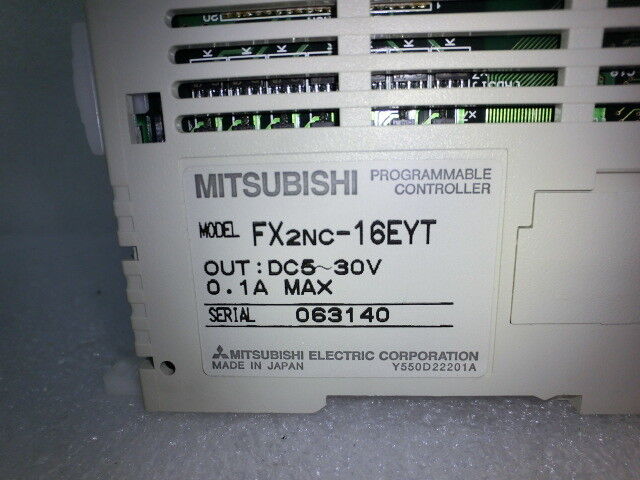 MITSUBISHI PROGRAMMABLE CONTROLLER
MODEL FX2NC-16EYT
OUT:DC5~30V
0.1A MAX
SERIAL 063140
MITSUBISHI ELECTRIC CORPORATION
MADE IN JAPAN Y550D22201A